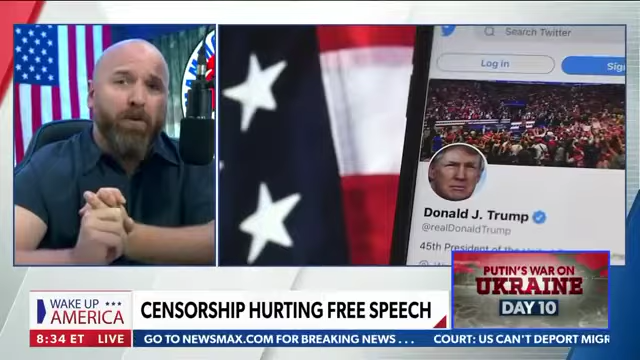 Search Twitter
Log in
Sig
Donald J. Trump
@realDonaldTrump
45th President of the
PUTIN'S WAR ON
UKRAINE
DAY 10
WAKE UP
AMERICA
CENSORSHIP HURTING FREE SPEECH
8:34 ET LIVE
GO TO NEWSMAX.COM FOR BREAKING NEWS . . .
COURT: US CAN'T DEPORT MIGR